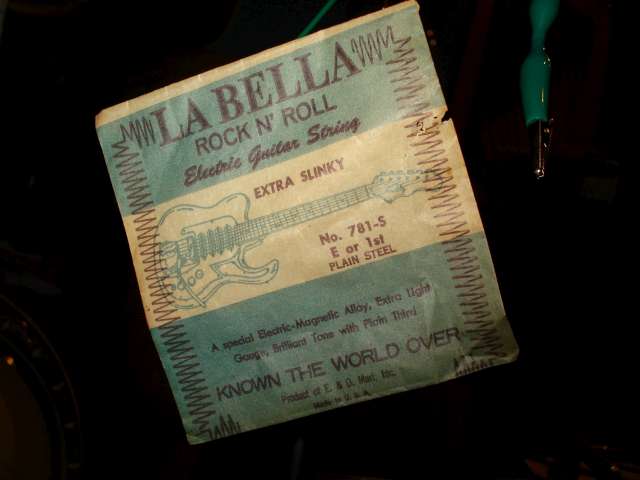 LA BELLA
ROCK N' ROLL
Electric Guitar String
EXTRA SLINKY
No. 781-S
E or 1st
PLAIN STEEL
A special Electric-Magnetic Alloy, Extra Light
Gauge, Brilliant Tone with Plain Third
KNOWN THE WORLD OVER
Product of E. & O. Mari, Inc.
Made in U.S.A.